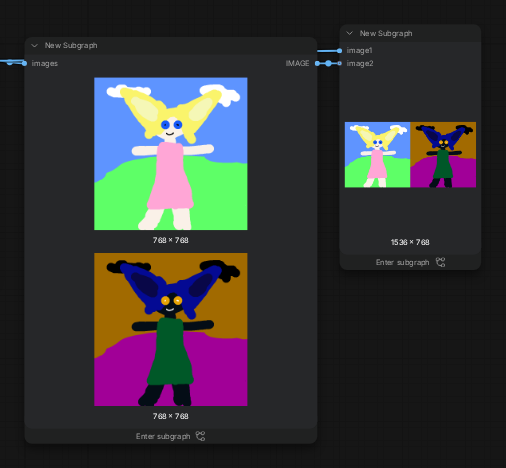 New Subgraph
images
IMAGE
768 × 768
768 × 768
Enter subgraph
New Subgraph
image1
image2
1536 × 768
Enter subgraph